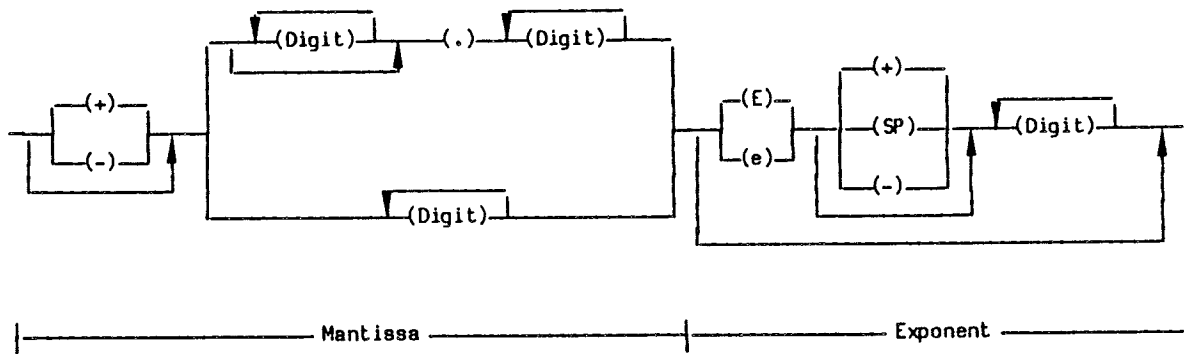 (Digit) (.) (Digit)
(+) (E) (+)
(SP) (Digit)
(-) (e) (-)
(Digit)
Mantissa Exponent